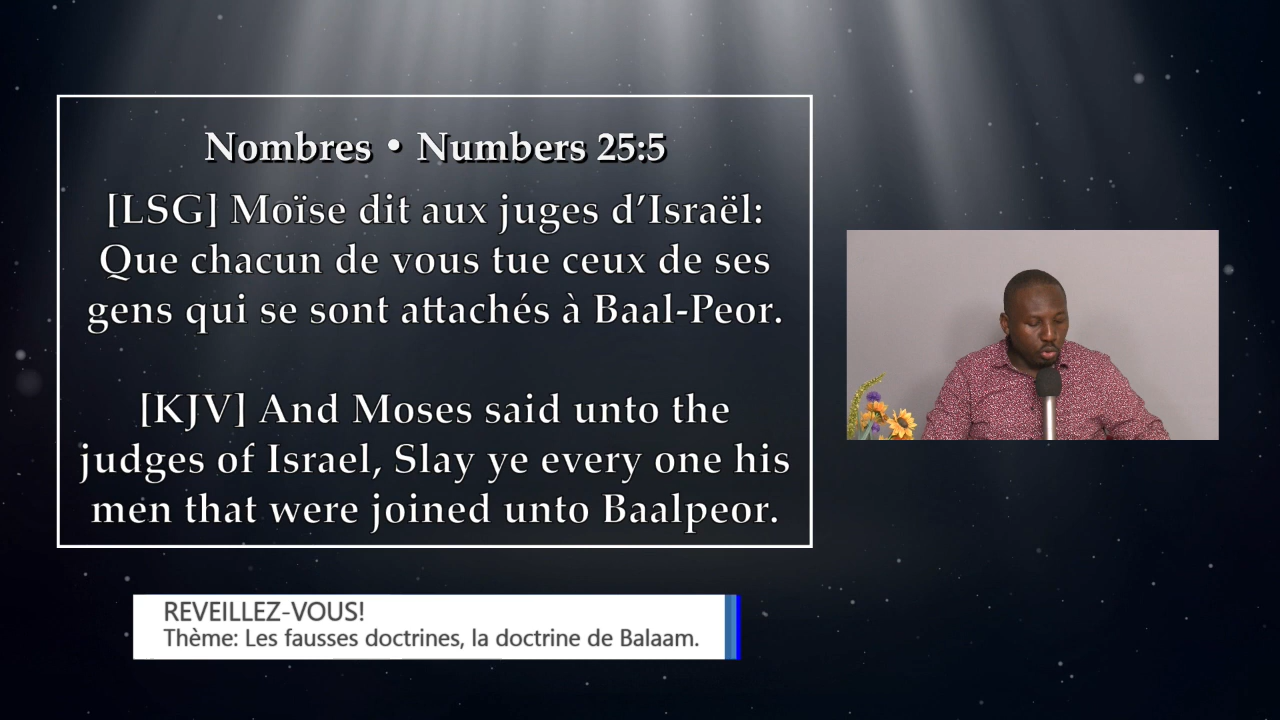 Nombres • Numbers 25:5
[LSG] Moïse dit aux juges d’Israël:
Que chacun de vous tue ceux de ses
gens qui se sont attachés à Baal-Peor.
[KJV] And Moses said unto the
judges of Israel, Slay ye every one his
men that were joined unto Baalpeor.
REVEILLEZ-VOUS!
Thème: Les fausses doctrines, la doctrine de Balaam.